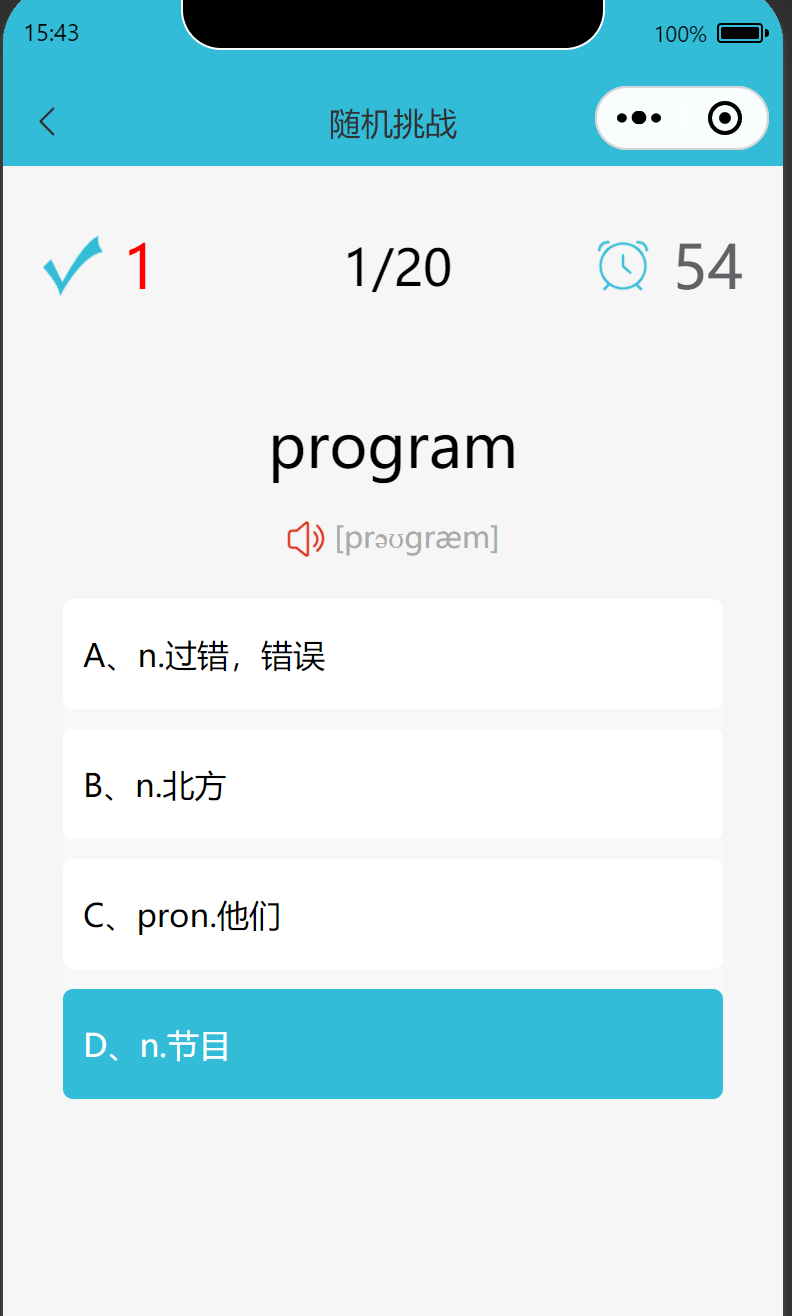 15:43
100%
随机挑战
1
1/20
54
program
[prəʊgræm]
A、n.过错，错误
B、n.北方
C、pron.他们
D、n.节目